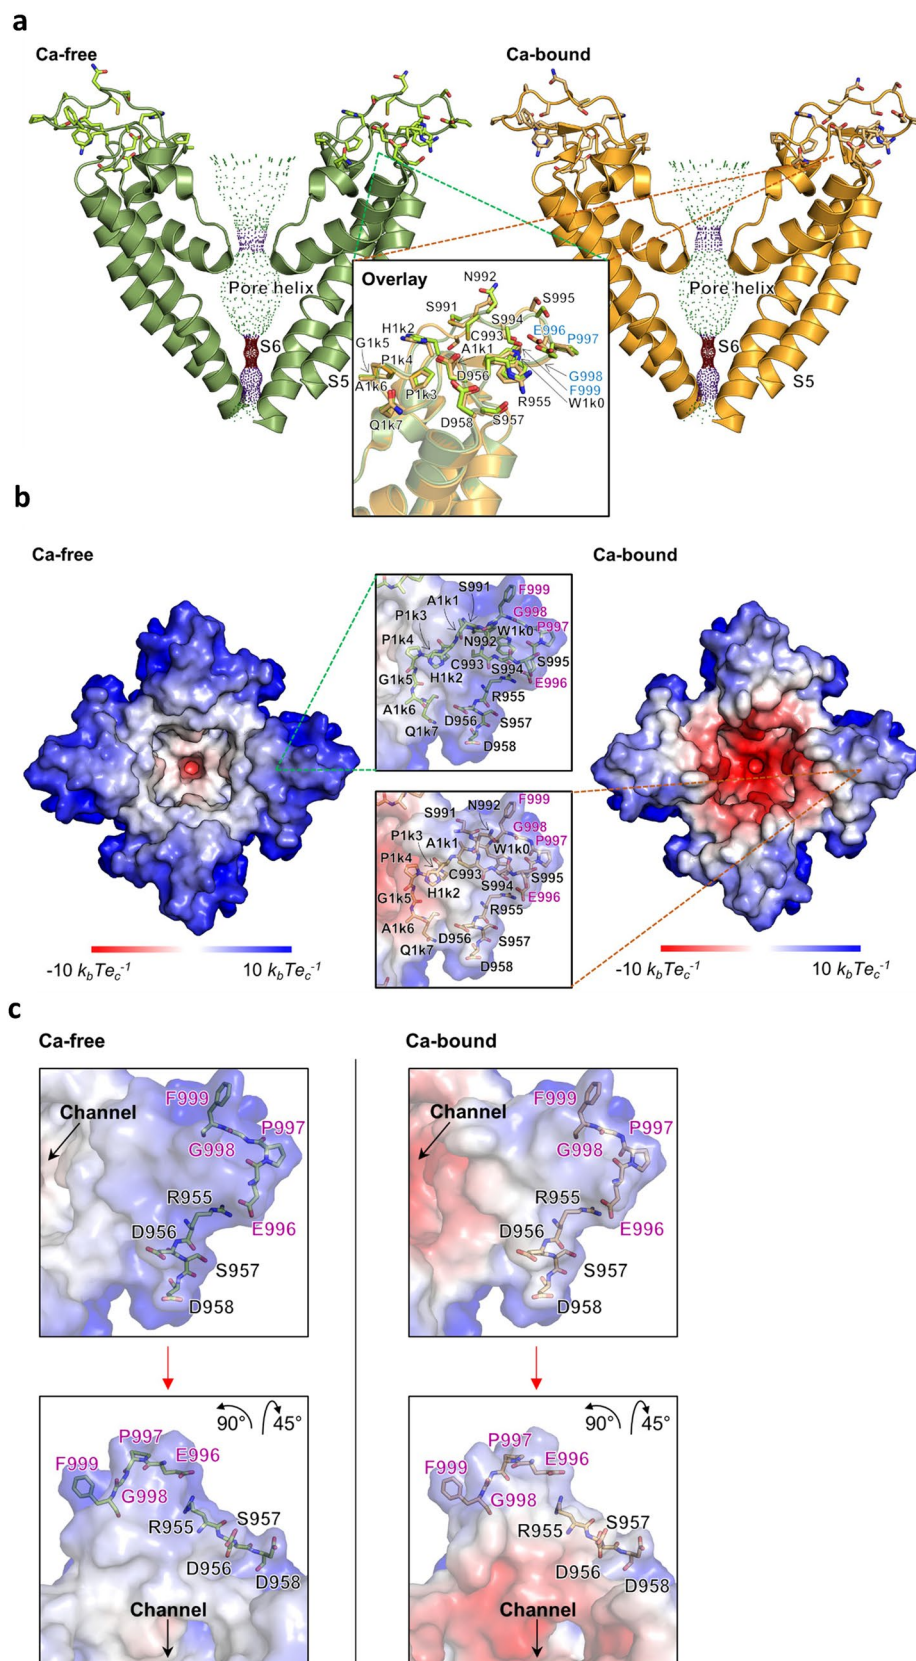 a
Ca-free
Ca-bound
Pore helix
S6
S5
Overlay
N992
S991
S995
S994
H1k2
C993
E996
G1k5
A1k1
P997
P1k4
D956
G998
A1k6
F999
P1k3
R955
W1k0
Q1k7
D958
S957
Pore helix
S6
S5
b
Ca-free
Ca-bound
S991
F999
A1k1
G998
P1k3
P997
W1k0
P1k4
N992
C993
S995
S994
G1k5
H1k2
E996
R955
A1k6
D956
S957
Q1k7
D958
N992
F999
S991
G998
P1k3
A1k1
P997
W1k0
P1k4
C993
S995
S994
G1k5
H1k2
E996
R955
A1k6
D956
S957
Q1k7
D958
-10 kbTec-1
10 kbTec-1
-10 kbTec-1
10 kbTec-1
c
Ca-free
Ca-bound
F999
Channel
P997
G998
R955
D956
E996
S957
D958
F999
Channel
P997
G998
R955
D956
E996
S957
D958
90°
45°
P997
E996
F999
G998
S957
R955
D956
D958
Channel
90°
45°
P997
E996
F999
G998
S957
R955
D956
D958
Channel